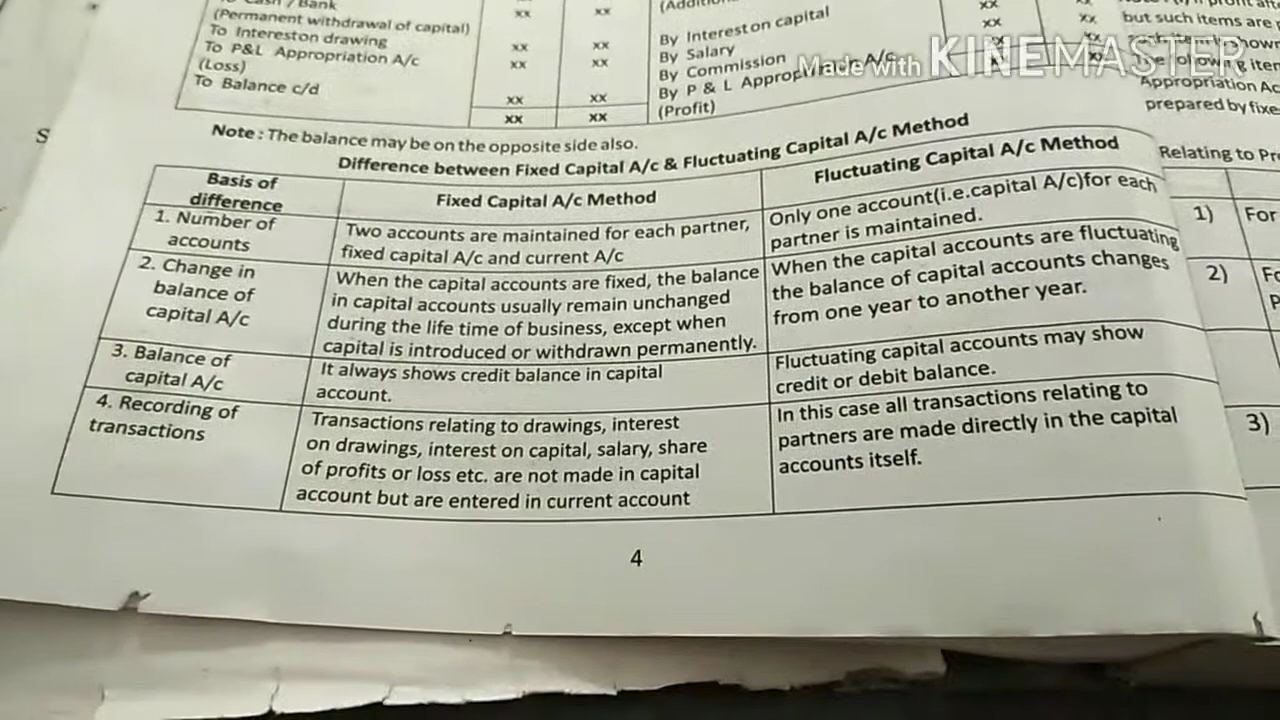 Cash / Bank
(Permanent withdrawal of capital)
To Intereston drawing
To P&L Appropriation A/c
(Loss)
To Balance c/d
xx xx
xx xx
xx xx
xx xx
xx xx
By Intereston capital
By Salary
By Commission
By P & L
(Profit)
xx
xx
xx
Made with KINEMASTER
but such items are
Appropriation Ac
prepared by fixe
Note : The balance may be on the opposite side also.
Difference between Fixed Capital A/c & Fluctuating Capital A/c Method
Basis of
difference
Fixed Capital A/c Method
Fluctuating Capital A/c Method
1. Number of
accounts
Two accounts are maintained for each partner,
fixed capital A/c and current A/c
Only one account(i.e.capital A/c)for each
partner is maintained.
2. Change in
balance of
capital A/c
When the capital accounts are fixed, the balance
in capital accounts usually remain unchanged
during the life time of business, except when
capital is introduced or withdrawn permanently.
When the capital accounts are fluctuating
the balance of capital accounts changes
from one year to another year.
3. Balance of
capital A/c
It always shows credit balance in capital
account.
Fluctuating capital accounts may show
credit or debit balance.
4. Recording of
transactions
Transactions relating to drawings, interest
on drawings, interest on capital, salary, share
of profits or loss etc. are not made in capital
account but are entered in current account
In this case all transactions relating to
partners are made directly in the capital
accounts itself.
4
S
Relating to Pr
1) For
2)
3)